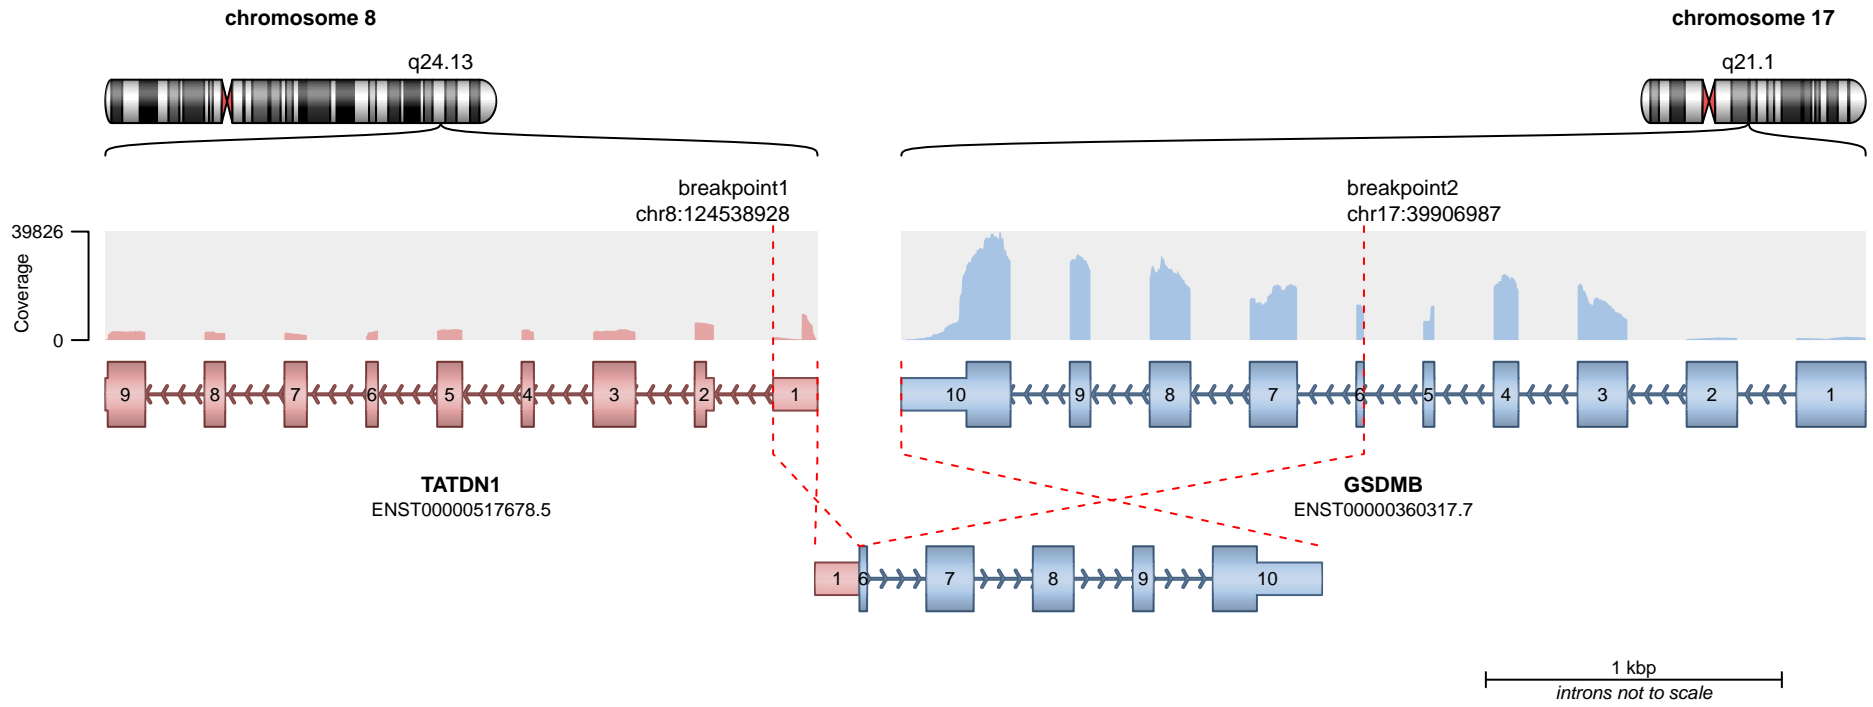 chromosome 8
chromosome 17
q24.13
q21.1
breakpoint1
chr8:124538928
breakpoint2
chr17:39906987
39826
Coverage
0
9 8 7 6 5 4 3 2 1
10 9 8 7 6 5 4 3 2 1
TATDN1
ENST00000517678.5
GSDMB
ENST00000360317.7
1 6 7 8 9 10
1 kbp
introns not to scale